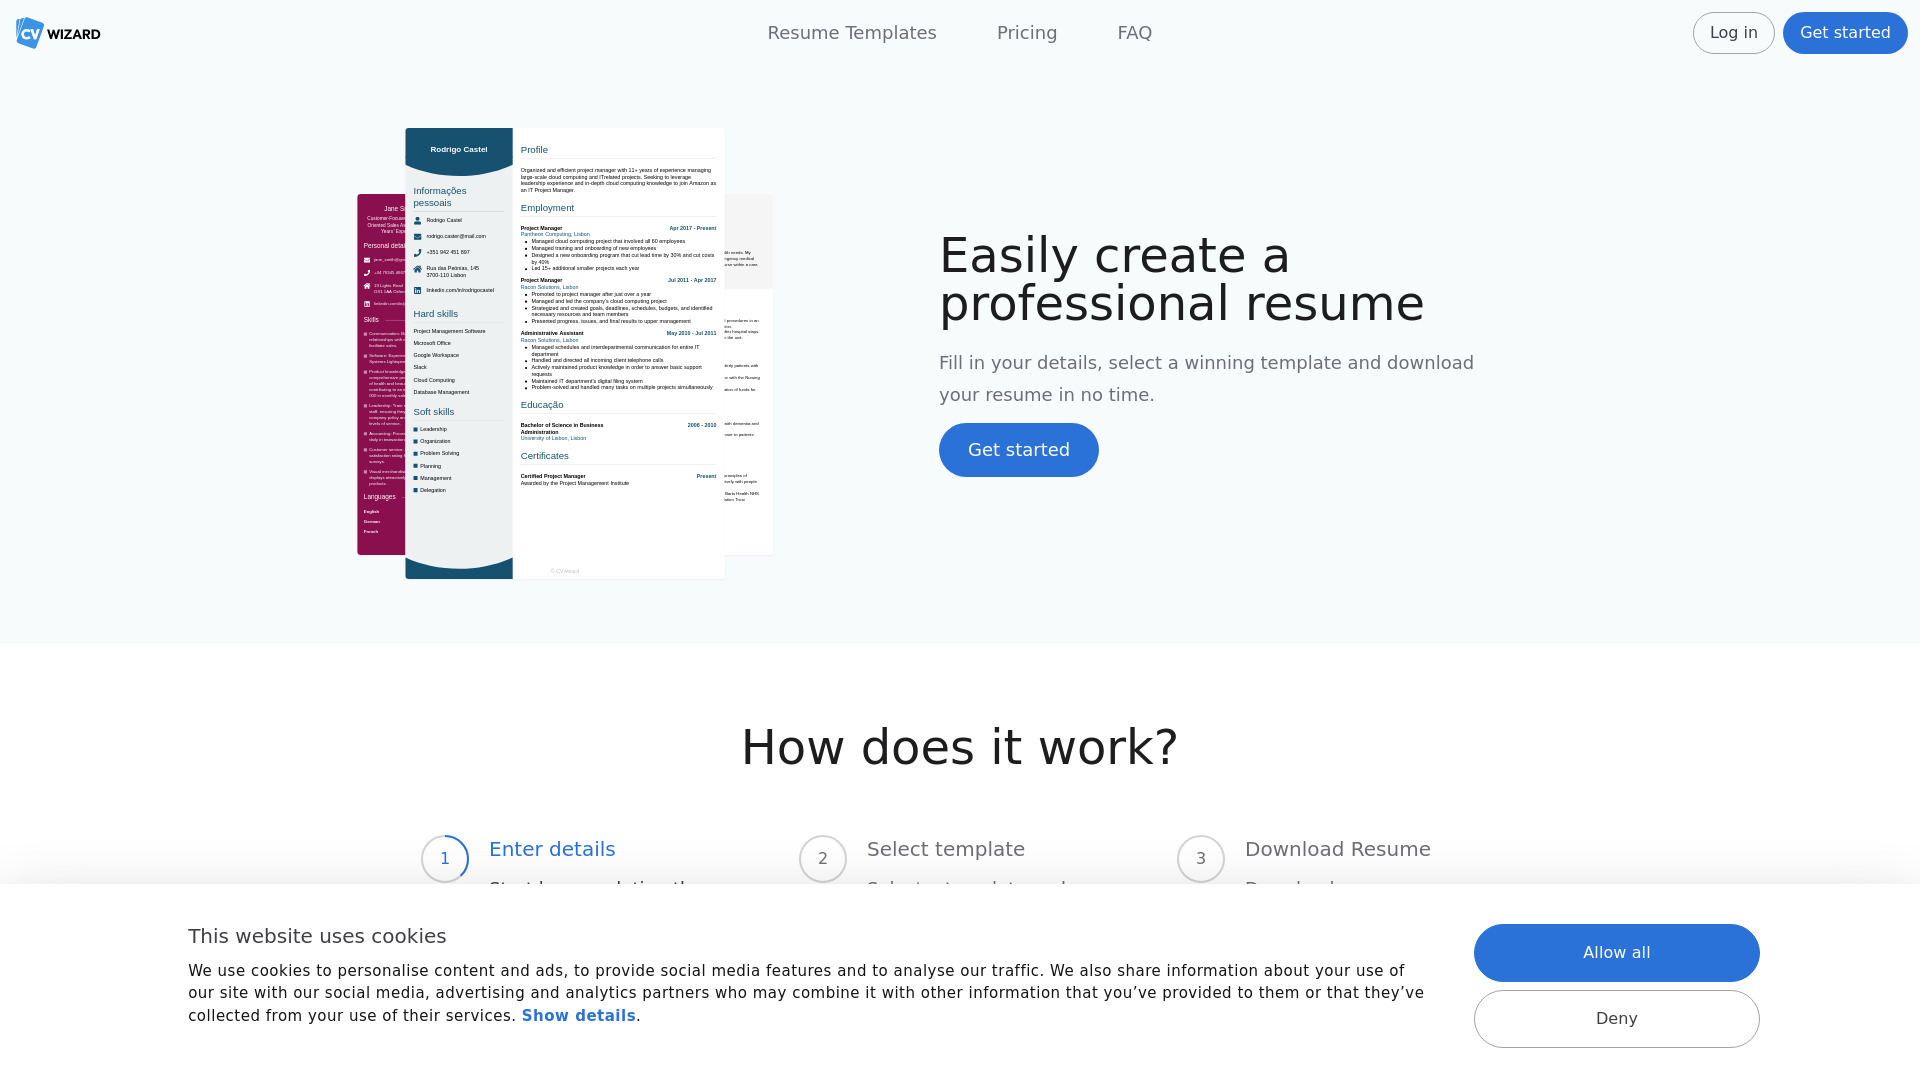 CV WIZARD
Resume Templates
Pricing
FAQ
Log in
Get started
Rodrigo Castel
Informações
pessoais
Rodrigo Castel
rodrigo.caster@mail.com
+351 942 451 897
Rua das Peónias, 145
3700-110 Lisbon
linkedin.com/in/rodrigocastel
Hard skills
Project Management Software
Microsoft Office
Google Workspace
Slack
Cloud Computing
Database Management
Soft skills
Leadership
Organization
Problem Solving
Planning
Management
Delegation
Profile
Organized and efficient project manager with 11+ years of experience managing
large-scale cloud computing and ITrelated projects. Seeking to leverage
leadership experience and in-depth cloud computing knowledge to join Amazon as
an IT Project Manager.
Employment
Project Manager Apr 2017 - Present
Pantheon Computing, Lisbon
Managed cloud computing project that involved all 60 employees
Managed training and onboarding of new employees
Designed a new onboarding program that cut lead time by 30% and cut costs
by 40%
Led 15+ additional smaller projects each year
Project Manager Jul 2011 - Apr 2017
Racon Solutions, Lisbon
Promoted to project manager after just over a year
Managed and led the company's cloud computing project
Strategized and created goals, deadlines, schedules, budgets, and identified
necessary resources and team members
Presented progress, issues, and final results to upper management
Administrative Assistant May 2010 - Jul 2011
Racon Solutions, Lisbon
Managed schedules and interdepartmental communication for entire IT
department
Handled and directed all incoming client telephone calls
Actively maintained product knowledge in order to answer basic support
requests
Maintained IT department's digital filing system
Problem-solved and handled many tasks on multiple projects simultaneously
Educação
Bachelor of Science in Business 2006 - 2010
Administration
University of Lisbon, Lisbon
Certificates
Certified Project Manager Present
Awarded by the Project Management Institute
© CVwizard
Personal detai
Skills
Languages
English
German
French
Easily create a
professional resume
Fill in your details, select a winning template and download
your resume in no time.
Get started
How does it work?
1 Enter details
2 Select template
3 Download Resume
This website uses cookies
We use cookies to personalise content and ads, to provide social media features and to analyse our traffic. We also share information about your use of
our site with our social media, advertising and analytics partners who may combine it with other information that you’ve provided to them or that they’ve
collected from your use of their services. Show details.
Allow all
Deny